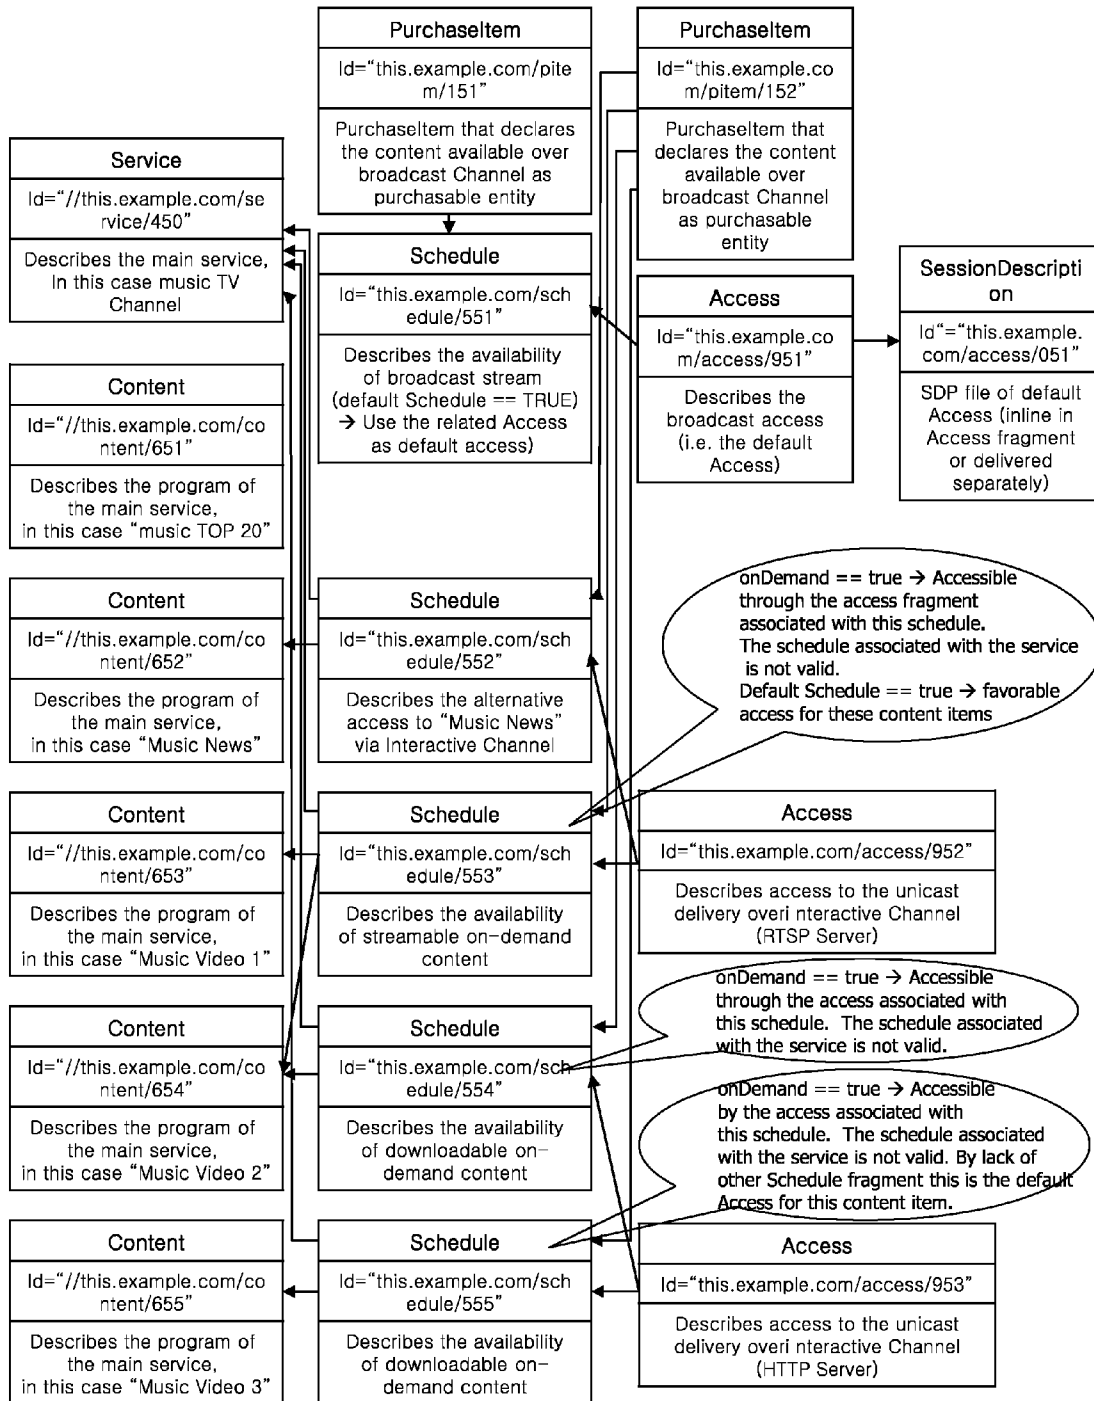 PurchaseItem
Id="this.example.com/pite
m/151"
PurchaseItem that declares
the content available over
broadcast Channel as
purchasable entity
PurchaseItem
Id="this.example.co
m/pitem/152"
PurchaseItem that
declares the content
available over
broadcast Channel
as purchasable
entity
Service
Id="//this.example.com/se
rvice/450"
Describes the main service,
In this case music TV
Channel
Schedule
Id="this.example.com/sch
edule/551"
Describes the availability
of broadcast stream
(default Schedule == TRUE)
→ Use the related Access
as default access)
Access
Id="this.example.co
m/access/951"
Describes the
broadcast access
(i.e. the default
Access)
SessionDescripti
on
Id“="this.example.
com/access/051"
SDP file of default
Access (inline in
Access fragment
or delivered
separately)
Content
Id="//this.example.com/co
ntent/651"
Describes the program of
the main service,
in this case “music TOP 20”
onDemand == true → Accessible
through the access fragment
associated with this schedule.
The schedule associated with the service
is not valid.
Default Schedule == true → favorable
access for these content items
Content
Id="//this.example.com/co
ntent/652"
Describes the program of
the main service,
in this case “Music News”
Schedule
Id="this.example.com/sch
edule/552"
Describes the alternative
access to “Music News”
via Interactive Channel
Content
Id="//this.example.com/co
ntent/653"
Describes the program of
the main service,
in this case “Music Video 1”
Schedule
Id="this.example.com/sch
edule/553"
Describes the availability
of streamable on-demand
content
Access
Id="this.example.com/access/952"
Describes access to the unicast
delivery overi nteractive Channel
(RTSP Server)
onDemand == true → Accessible
through the access associated with
this schedule. The schedule associated
with the service is not valid.
Content
Id="//this.example.com/co
ntent/654"
Describes the program of
the main service,
in this case “Music Video 2”
Schedule
Id="this.example.com/sch
edule/554"
Describes the availability
of downloadable on-
demand content
onDemand == true → Accessible
by the access associated with
this schedule. The schedule associated
with the service is not valid. By lack of
other Schedule fragment this is the default
Access for this content item.
Content
Id="//this.example.com/co
ntent/655"
Describes the program of
the main service,
in this case “Music Video 3”
Schedule
Id="this.example.com/sch
edule/555"
Describes the availability
of downloadable on-
demand content
Access
Id="this.example.com/access/953"
Describes access to the unicast
delivery overi nteractive Channel
(HTTP Server)